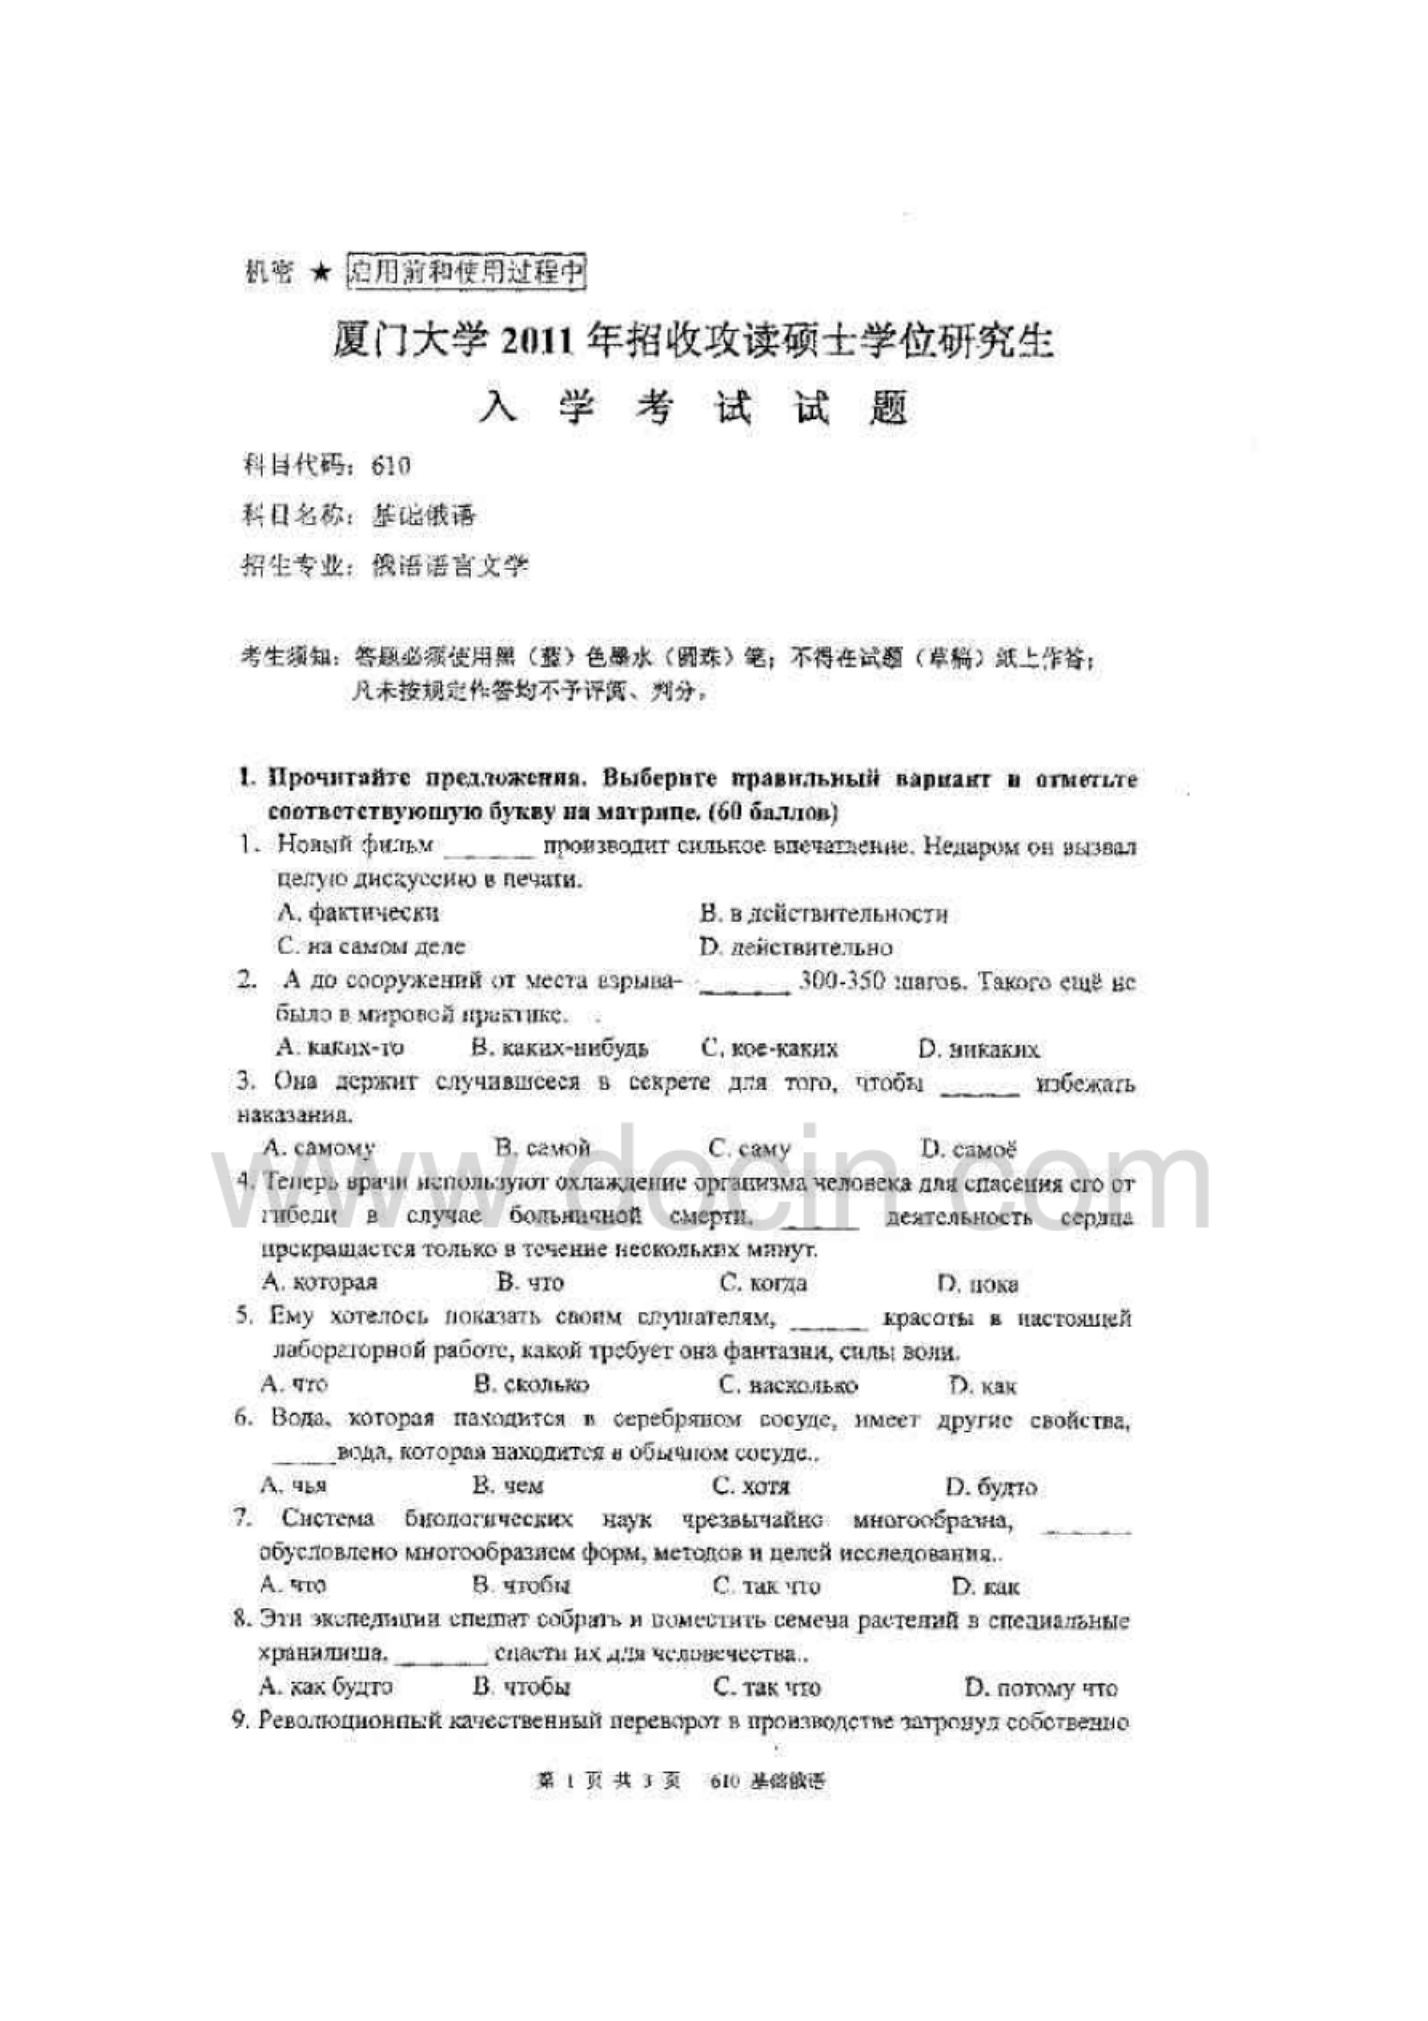 机密 ★ 启用前和使用过程中
厦门大学 2011 年招收攻读硕士学位研究生
入 学 考 试 试 题
科目代码：610
科目名称：基础俄语
招生专业：俄语语言文学
考生须知：答题必须使用黑（蓝）色墨水（圆珠）笔；不得在试题（草稿）纸上作答；
凡未按规定作答均不予评阅、判分。
1. Прочитайте предложения. Выберите правильный вариант и отметьте
соответствующую букву на матрице. (60 баллов)
1. Новый фильм _______ производит сильное впечатление. Недаром он вызвал
целую дискуссию в печати.
A. фактически B. в действительности
C. на самом деле D. действительно
2. А до сооружений от места взрыва- _______ 300-350 шагов. Такого ещё не
было в мировой практике.
A. каких-то B. каких-нибудь C. кое-каких D. никаких
3. Она держит случившееся в секрете для того, чтобы ______ избежать
наказания.
A. самому B. самой C. саму D. самоё
www.docin.com
4. Теперь врачи используют охлаждение организма человека для спасения его от
гибели в случае больничной смерти, ______ деятельность сердца
прекращается только в течение нескольких минут.
A. которая B. что C. когда D. пока
5. Ему хотелось показать своим слушателям, ______ красоты в настоящей
лабораторной работе, какой требует она фантазии, силы воли.
A. что B. сколько C. насколько D. как
6. Вода, которая находится в серебряном сосуде, имеет другие свойства,
_____вода, которая находится в обычном сосуде..
A. чья B. чем C. хотя D. будто
7. Система биологических наук чрезвычайно многообразна, _______
обусловлено многообразием форм, методов и целей исследования..
A. что B. чтобы C. так что D. как
8. Эти экспедиции спешат собрать и поместить семена растений в специальные
хранилища, _______ спасти их для человечества..
A. как будто B. чтобы C. так что D. потому что
9. Революционный качественный переворот в производстве затронул собственно
第 1 页 共 3 页 610 基础俄语